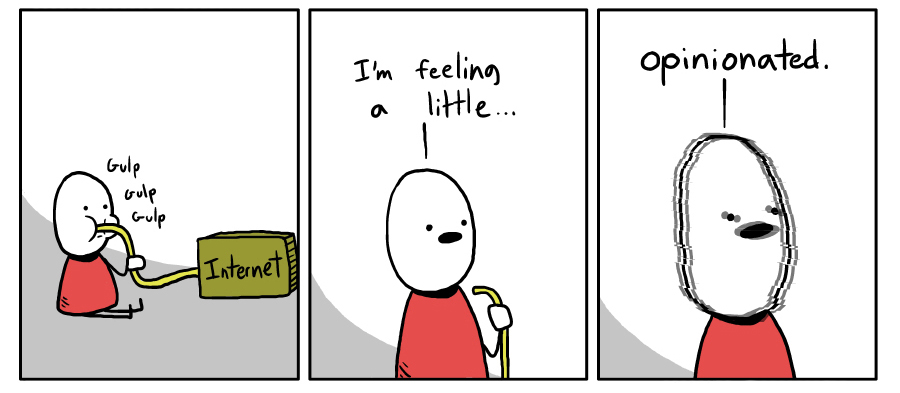 Gulp
Gulp
Gulp
Internet
I'm feeling
a little...
opinionated.